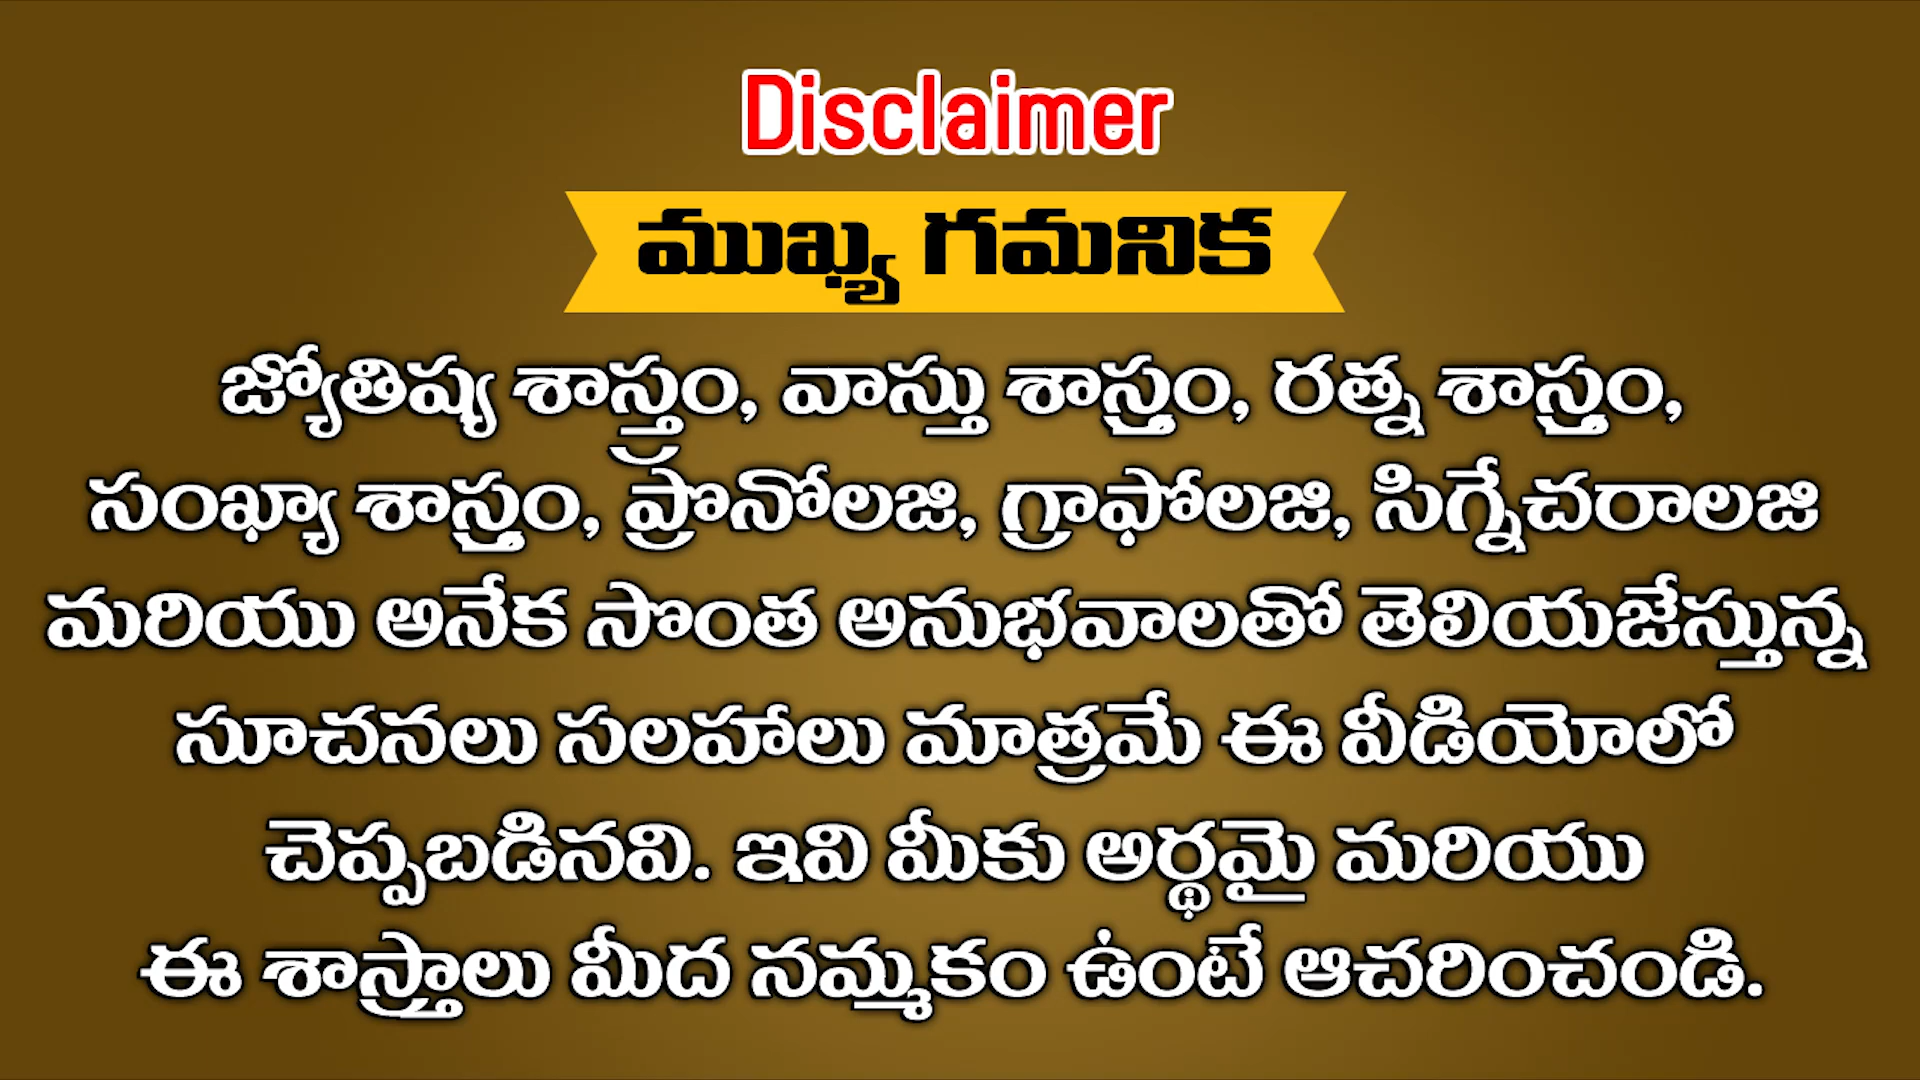 Disclaimer
ముఖ్య గమనిక
జ్యోతిష్య శాస్త్రం, వాస్తు శాస్త్రం, రత్న శాస్త్రం,
సంఖ్యా శాస్త్రం, ప్రొనోలజి, గ్రాఫోలజి, సిగ్నేచరాలజి
మరియు అనేక సొంత అనుభవాలతో తెలియజేస్తున్న
సూచనలు సలహాలు మాత్రమే ఈ వీడియోలో
చెప్పబడినవి. ఇవి మీకు అర్థమై మరియు
ఈ శాస్త్రాలు మీద నమ్మకం ఉంటే ఆచరించండి.